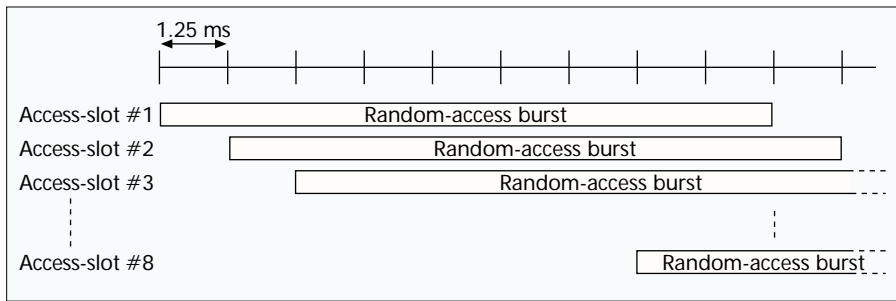 1.25 ms
Access-slot #1 Random-access burst
Access-slot #2 Random-access burst
Access-slot #3 Random-access burst
Access-slot #8 Random-access burst